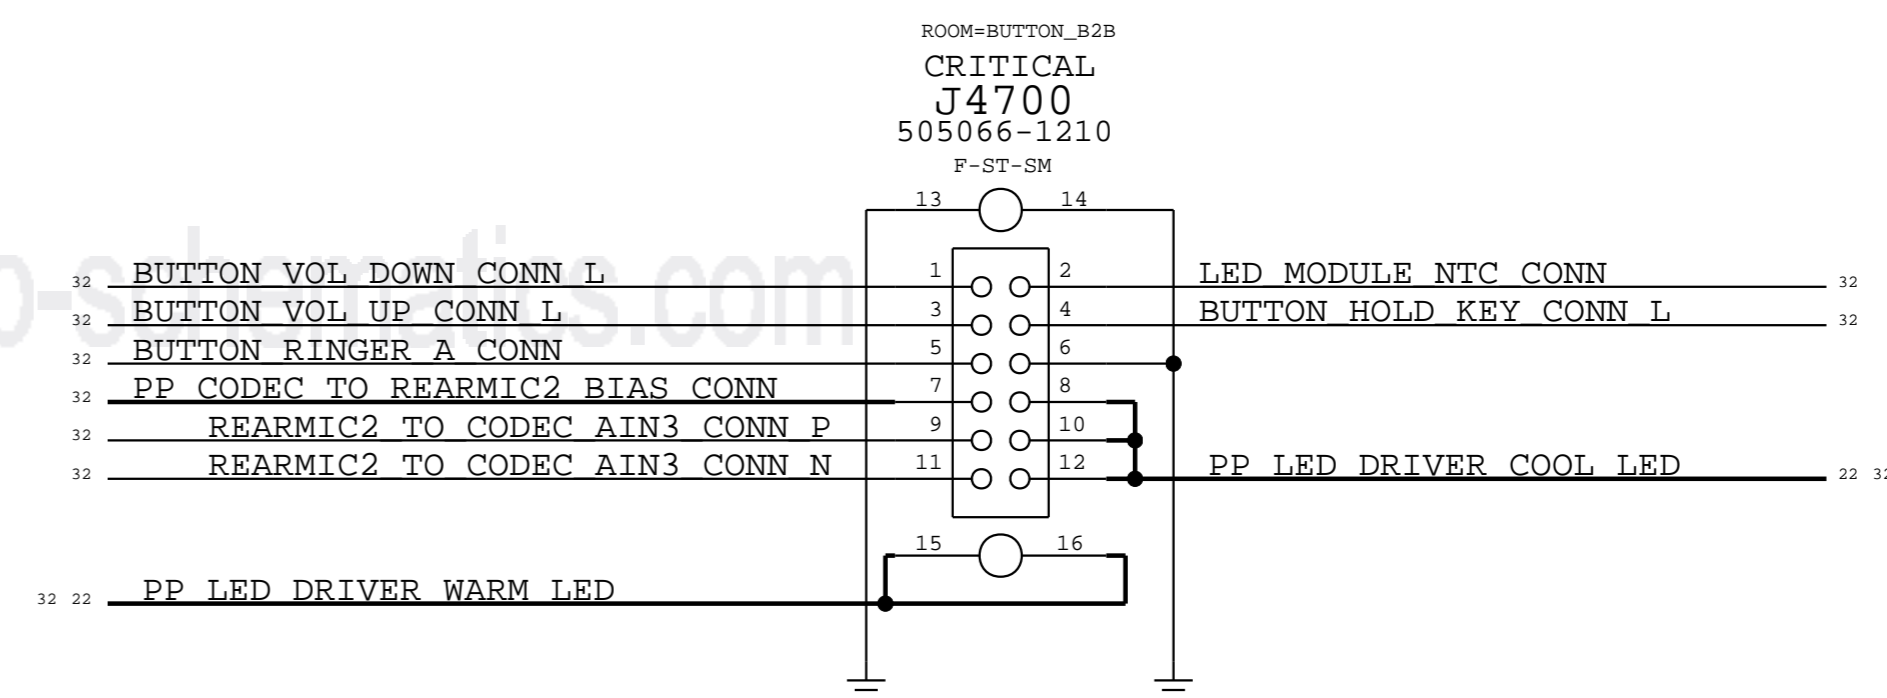 ROOM=BUTTON_B2B
CRITICAL
J4700
505066-1210
F-ST-SM
13 14
32 BUTTON_VOL_DOWN_CONN_L 1 2 LED_MODULE_NTC_CONN 32
32 BUTTON_VOL_UP_CONN_L 3 4 BUTTON_HOLD_KEY_CONN_L 32
32 BUTTON_RINGER_A_CONN 5 6
32 PP_CODEC_TO_REARMIC2_BIAS_CONN 7 8
32 REARMIC2_TO_CODEC_AIN3_CONN_P 9 10
32 REARMIC2_TO_CODEC_AIN3_CONN_N 11 12 PP_LED_DRIVER_COOL_LED 22 32
15 16
32 22 PP_LED_DRIVER_WARM_LED
-schematics.com